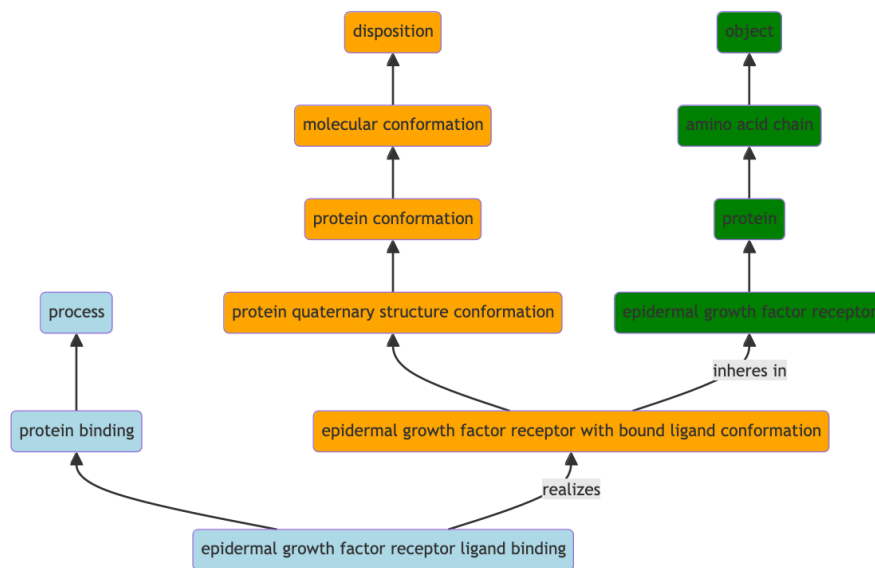 disposition
object
molecular conformation
amino acid chain
protein conformation
protein
process
protein quaternary structure conformation
epidermal growth factor receptor
inheres in
protein binding
epidermal growth factor receptor with bound ligand conformation
realizes
epidermal growth factor receptor ligand binding